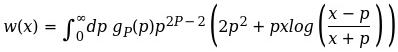 w(x) = ∫₀^∞ dp g_P(p)p^{2P−2} (2p² + pxlog((x − p)/(x + p)))